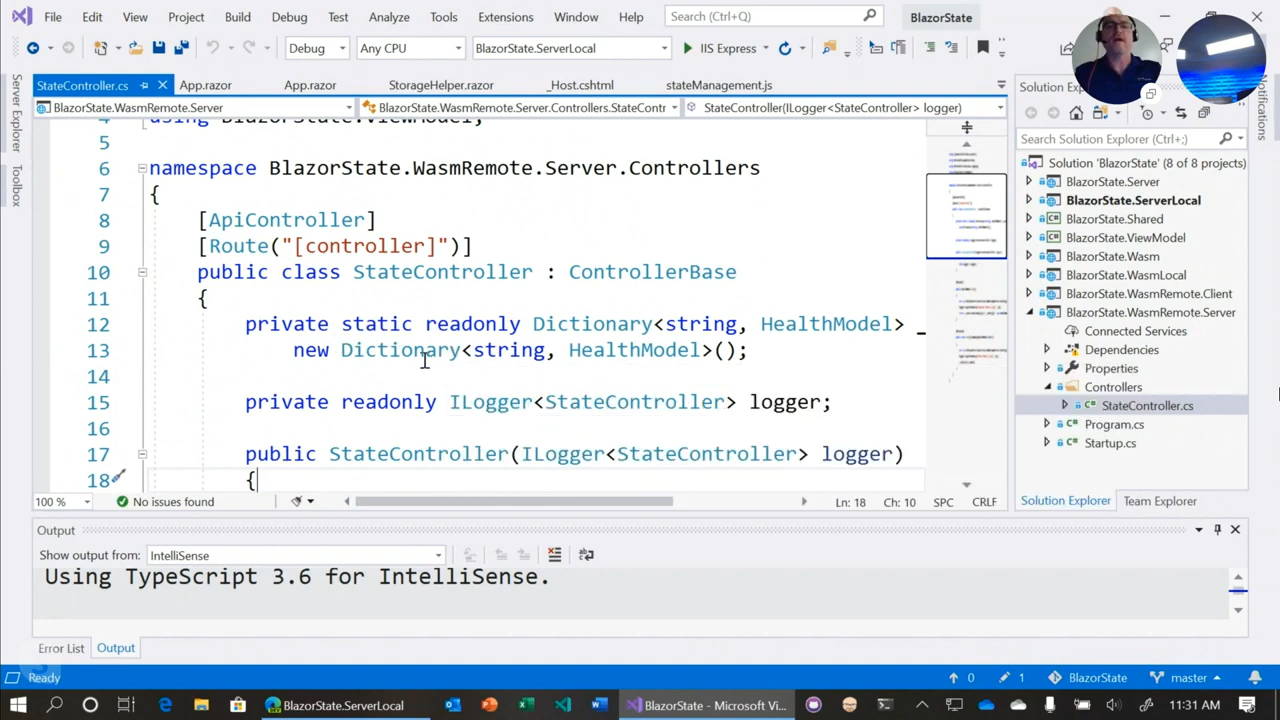 File Edit View Project Build Debug Test Analyze Tools Extensions Window Help Search (Ctrl+Q) BlazorState
Debug Any CPU BlazorState.ServerLocal IIS Express
StateController.cs App.razor App.razor StorageHelper.razor _Host.cshtml stateManagement.js
BlazorState.WasmRemote.Server BlazorState.WasmRemote.Server.Controllers.StateContr StateController(ILogger<StateController> logger)
5
6 namespace BlazorState.WasmRemote.Server.Controllers
7 {
8 [ApiController]
9 [Route("[controller]")]
10 public class StateController : ControllerBase
11 {
12 private static readonly Dictionary<string, HealthModel>
13 new Dictionary<string, HealthModel>();
14
15 private readonly ILogger<StateController> logger;
16
17 public StateController(ILogger<StateController> logger)
18 {
100 % No issues found Ln: 18 Ch: 10 SPC CRLF
Server Explorer
Toolbox
Solution Explorer
Search Solution Explorer (Ctrl+;)
Solution 'BlazorState' (8 of 8 projects)
BlazorState.Server
BlazorState.ServerLocal
BlazorState.Shared
BlazorState.ViewModel
BlazorState.Wasm
BlazorState.WasmLocal
BlazorState.WasmRemote.Client
BlazorState.WasmRemote.Server
Connected Services
Dependencies
Properties
Controllers
StateController.cs
Program.cs
Startup.cs
Solution Explorer Team Explorer
Notifications
Output
Show output from: IntelliSense
Using TypeScript 3.6 for IntelliSense.
Error List Output
Ready 0 1 BlazorState master
BlazorState.ServerLocal BlazorState - Microsoft Vi... 11:31 AM